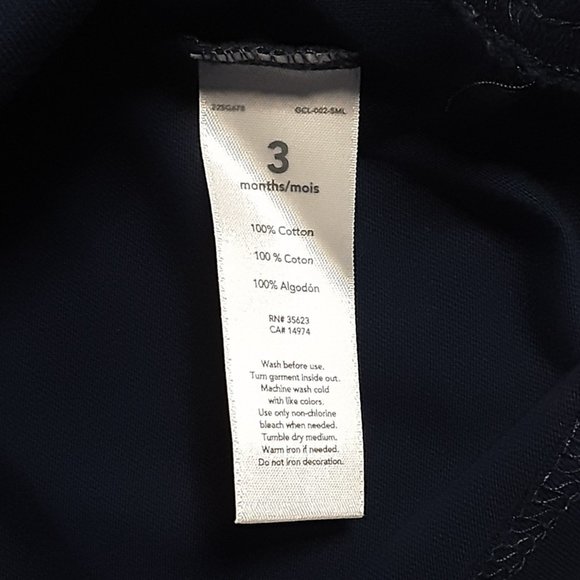 225G678 GCL-002-SML
3
months/mois
100% Cotton
100 % Coton
100% Algodón
RN# 35623
CA# 14974
Wash before use.
Turn garment inside out.
Machine wash cold
with like colors.
Use only non-chlorine
bleach when needed.
Tumble dry medium.
Warm iron if needed.
Do not iron decoration.